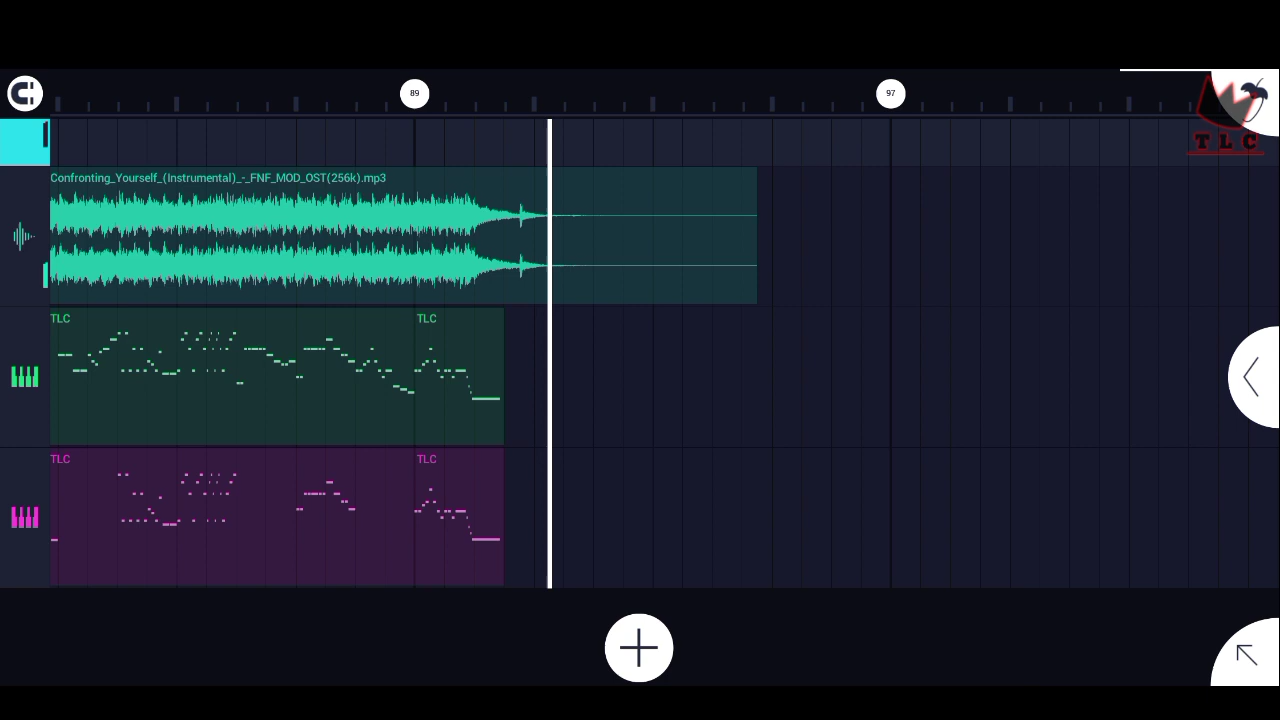 89
97
TLC
Confronting_Yourself_(Instrumental)_-_FNF_MOD_OST(256k).mp3
TLC
TLC
TLC
TLC